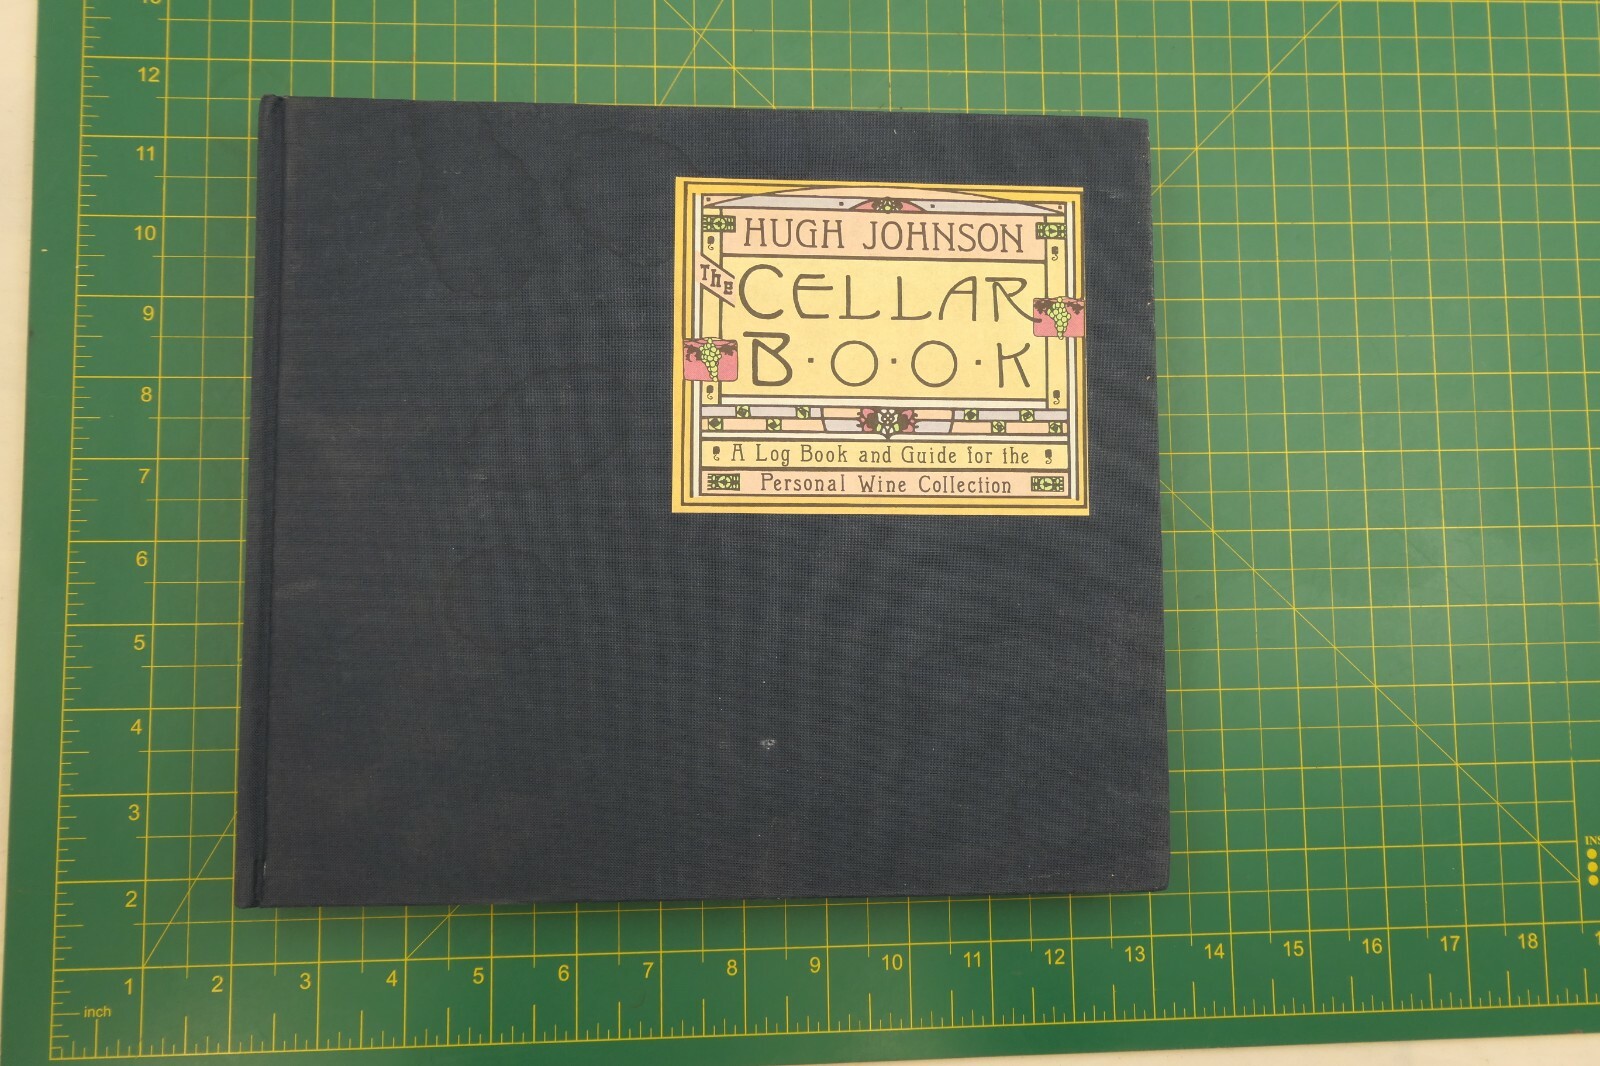 HUGH JOHNSON
The CELLAR
B·O·O·K
A Log Book and Guide for the
Personal Wine Collection
12
11
10
9
8
7
6
5
4
3
2
1 2 3 4 5 6 7 8 9 10 11 12 13 14 15 16 17 18
inch